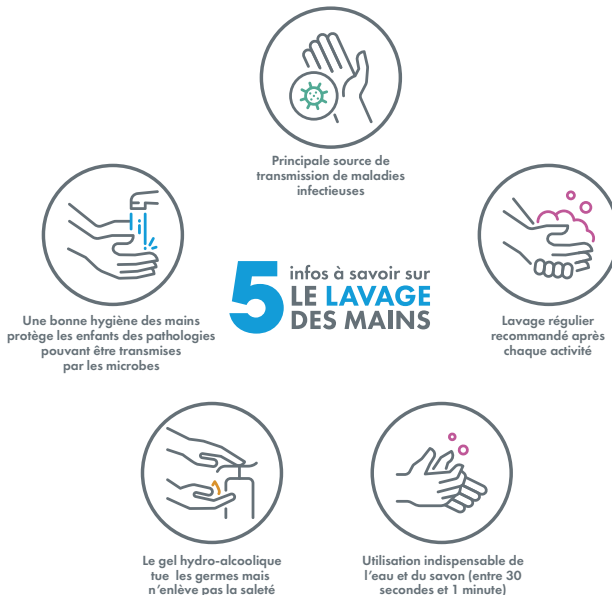 Principale source de
transmission de maladies
infectieuses
5 infos à savoir sur
LE LAVAGE
DES MAINS
Une bonne hygiène des mains
protège les enfants des pathologies
pouvant être transmises
par les microbes
Lavage régulier
recommandé après
chaque activité
Le gel hydro-alcoolique
tue les germes mais
n'enlève pas la saleté
Utilisation indispensable de
l'eau et du savon (entre 30
secondes et 1 minute)